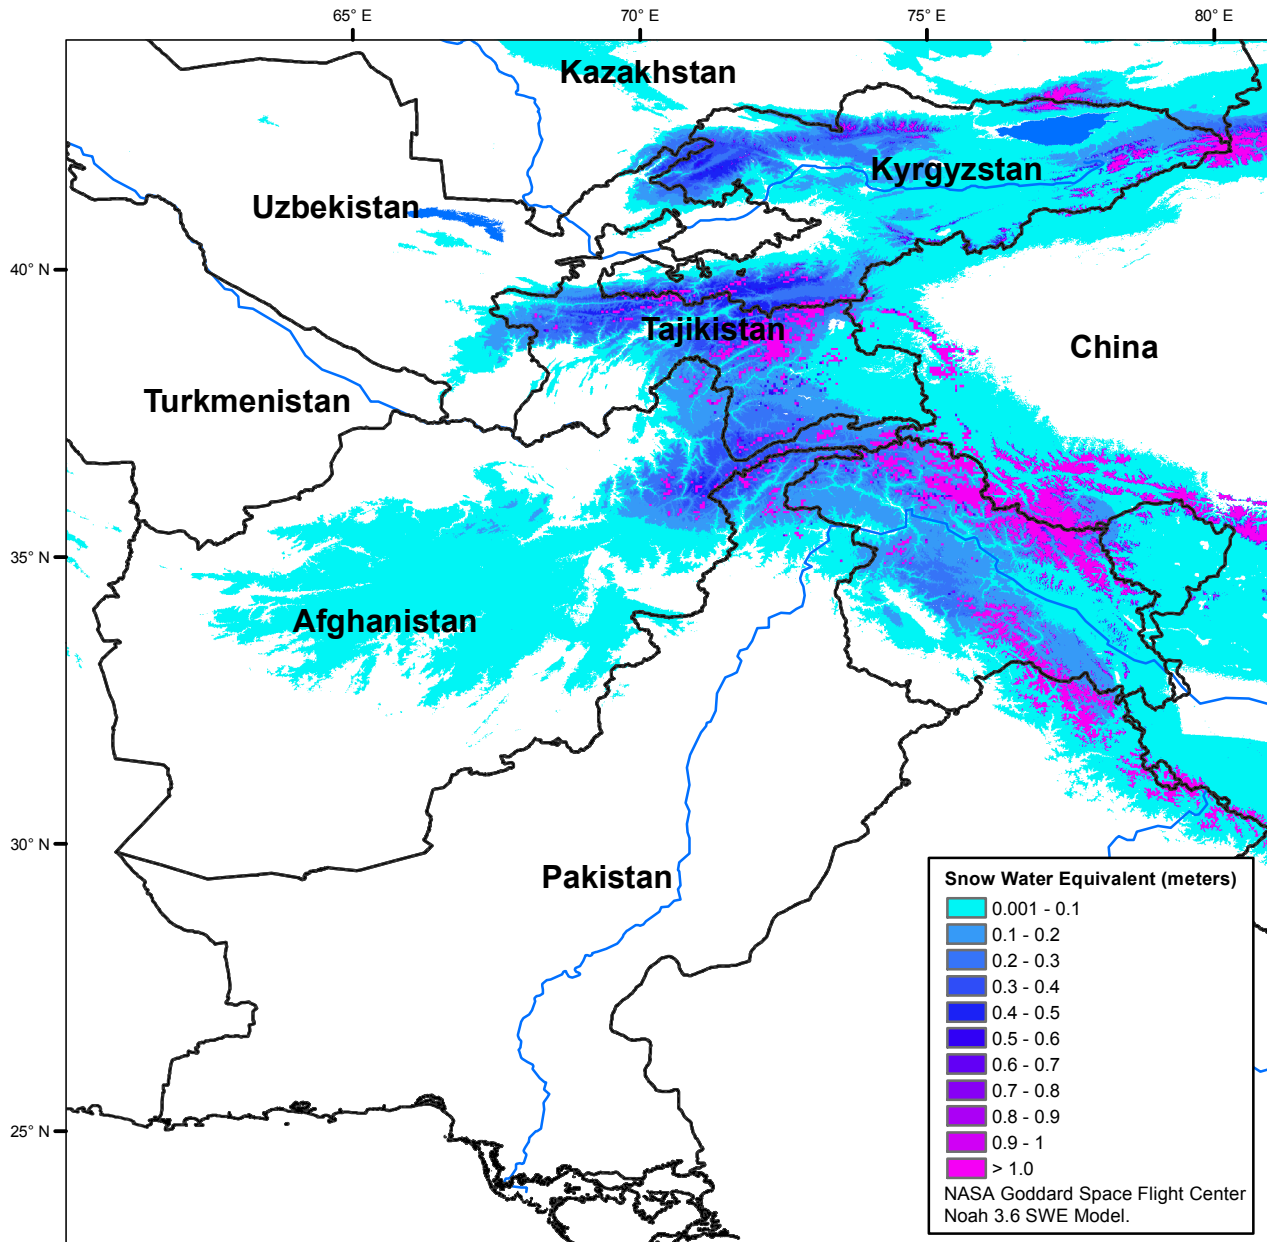 65° E
70° E
75° E
80° E
Kazakhstan
Kyrgyzstan
Uzbekistan
40° N
Tajikistan
China
Turkmenistan
35° N
Afghanistan
30° N
Pakistan
25° N
Snow Water Equivalent (meters)
0.001 - 0.1
0.1 - 0.2
0.2 - 0.3
0.3 - 0.4
0.4 - 0.5
0.5 - 0.6
0.6 - 0.7
0.7 - 0.8
0.8 - 0.9
0.9 - 1
> 1.0
NASA Goddard Space Flight Center
Noah 3.6 SWE Model.